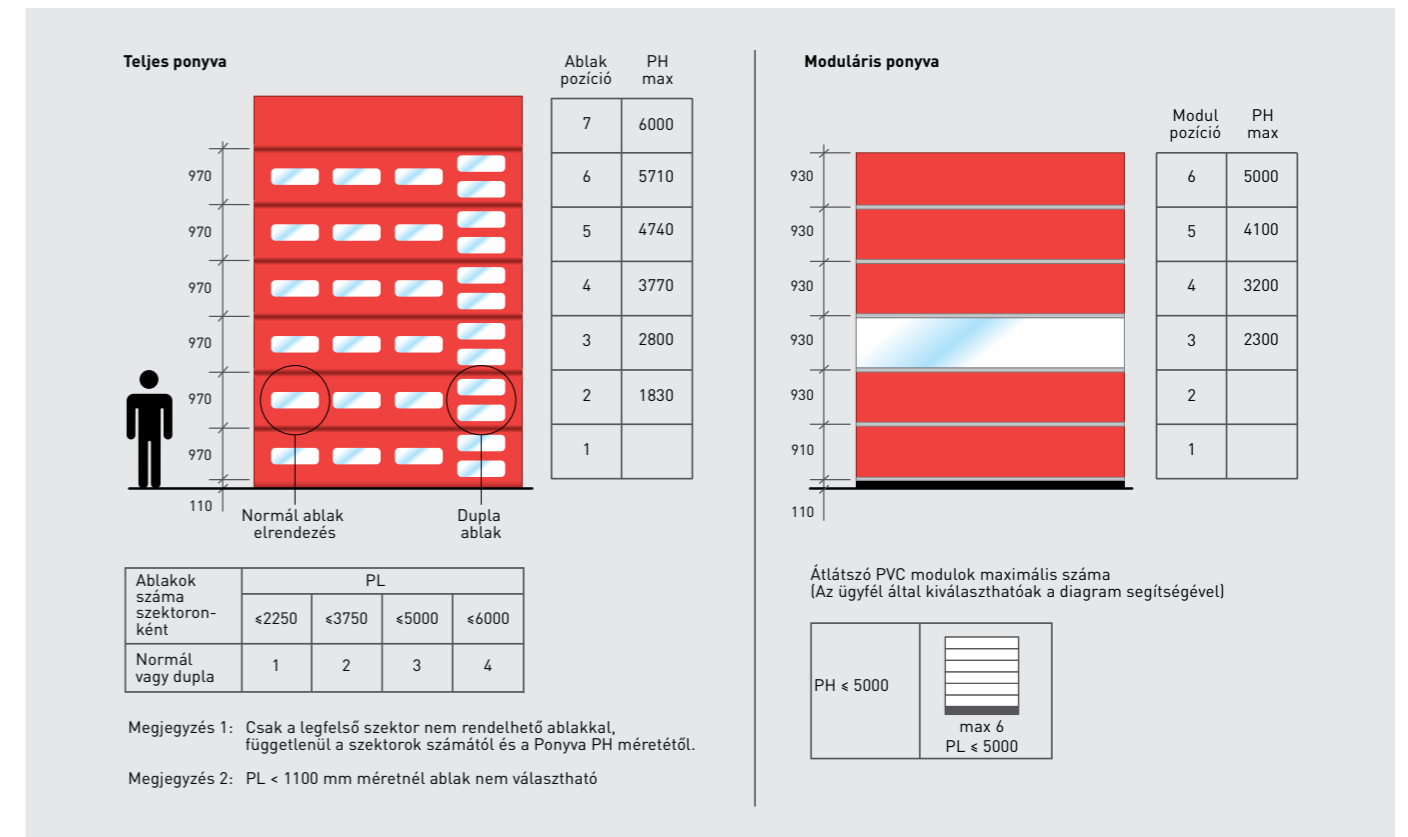 Teljes ponyva
Ablak pozíció
PH max
7 6000
970 6 5710
970 5 4740
970 4 3770
970 3 2800
970 2 1830
970 1
110
Normál ablak
elrendezés
Dupla
ablak
Ablakok
száma
szektoron-
ként
PL
≤2250 ≤3750 ≤5000 ≤6000
Normál
vagy dupla
1 2 3 4
Megjegyzés 1: Csak a legfelső szektor nem rendelhető ablakkal,
függetlenül a szektorok számától és a Ponyva PH méretétől.
Megjegyzés 2: PL < 1100 mm méretnél ablak nem választható
Moduláris ponyva
Modul pozíció
PH max
930 6 5000
930 5 4100
930 4 3200
930 3 2300
930 2
910 1
110
Átlátszó PVC modulok maximális száma
(Az ügyfél által kiválaszthatóak a diagram segítségével)
PH ≤ 5000
max 6
PL ≤ 5000